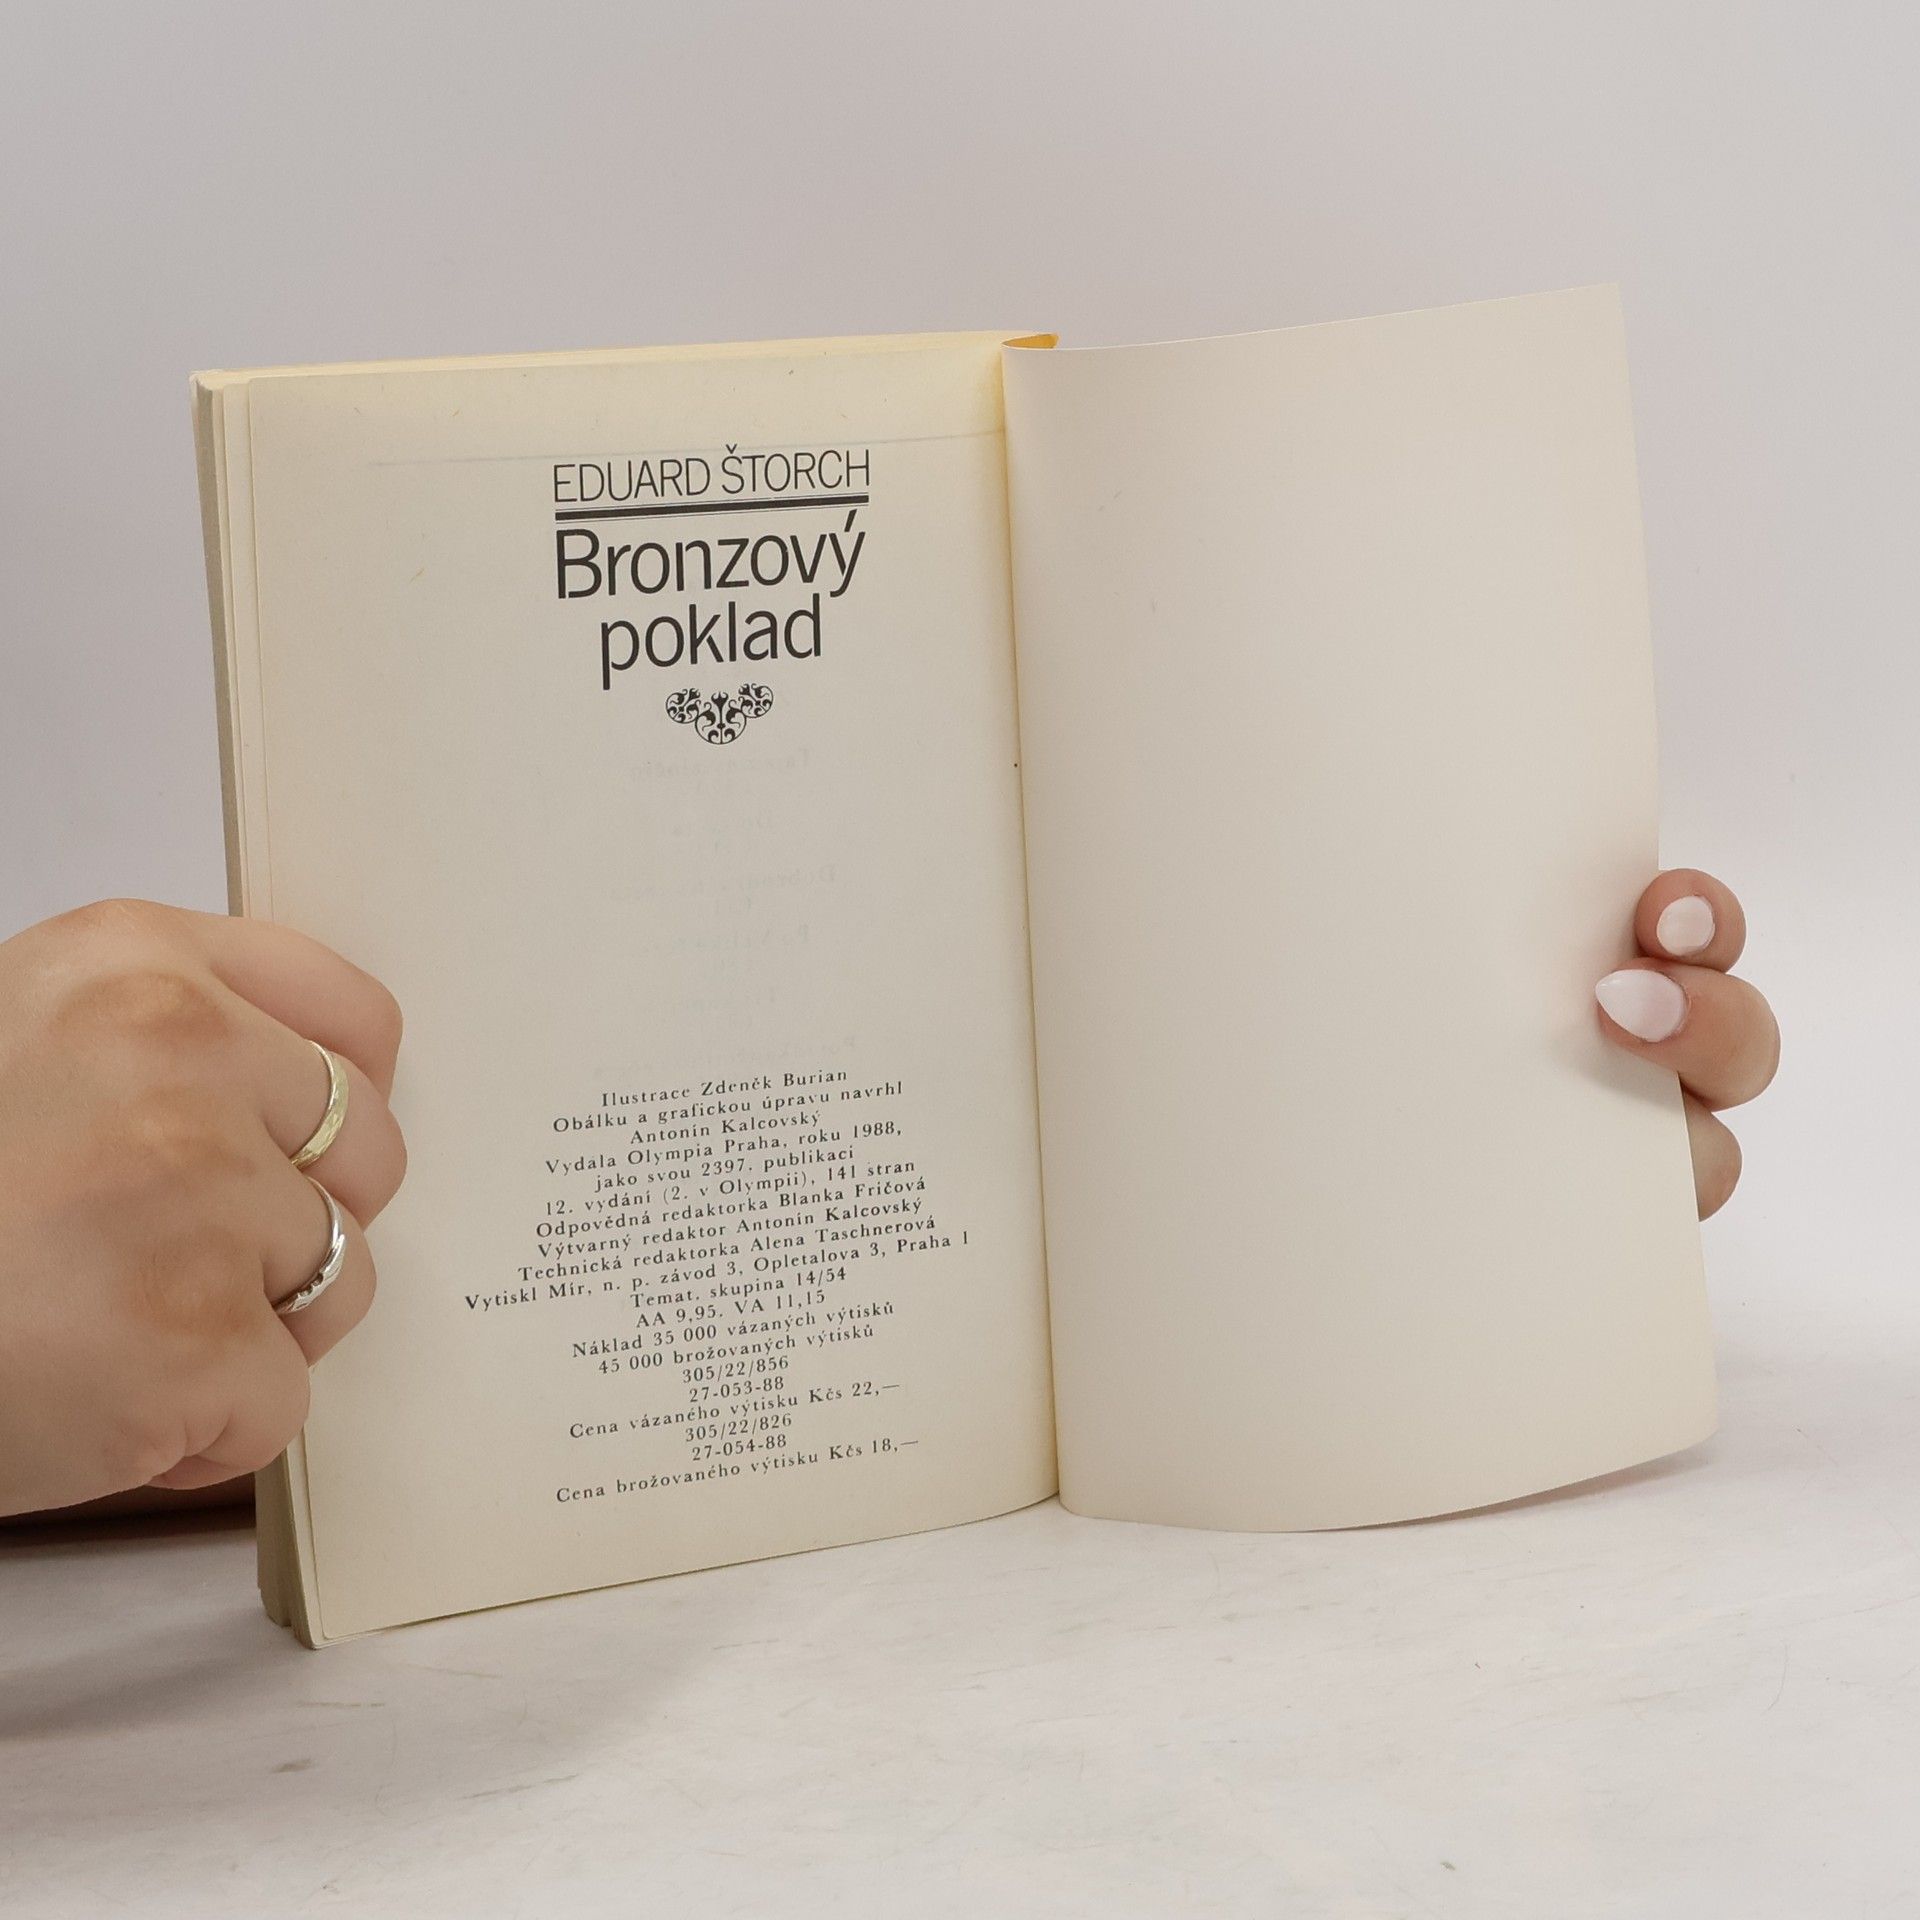 EDUARD ŠTORCH
Bronzový
poklad
Ilustrace Zdeněk Burian
Obálku a grafickou úpravu navrhl
Antonín Kalcovský
Vydala Olympia Praha, roku 1988,
jako svou 2397. publikaci
12. vydání (2. v Olympii), 141 stran
Odpovědná redaktorka Blanka Fričová
Výtvarný redaktor Antonín Kalcovský
Technická redaktorka Alena Taschnerová
Vytiskl Mír, n. p. závod 3, Opletalova 3, Praha 1
Temat. skupina 14/54
AA 9,95. VA 11,15
Náklad 35 000 vázaných výtisků
45 000 brožovaných výtisků
305/22/856
27-053-88
Cena vázaného výtisku Kčs 22,—
305/22/826
27-054-88
Cena brožovaného výtisku Kčs 18,—